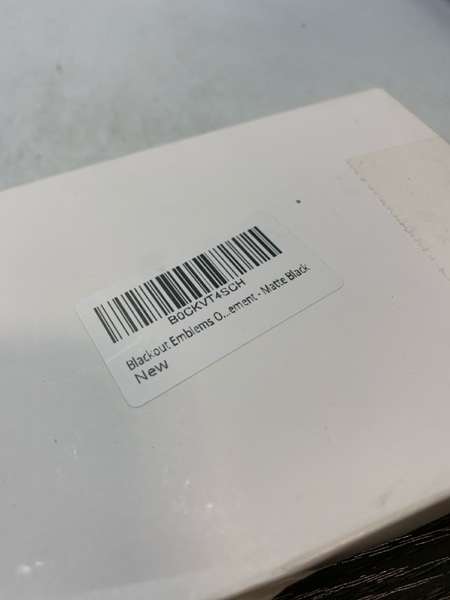 B0CKVT4SCH
Blackout Emblems O...ement - Matte Black
New